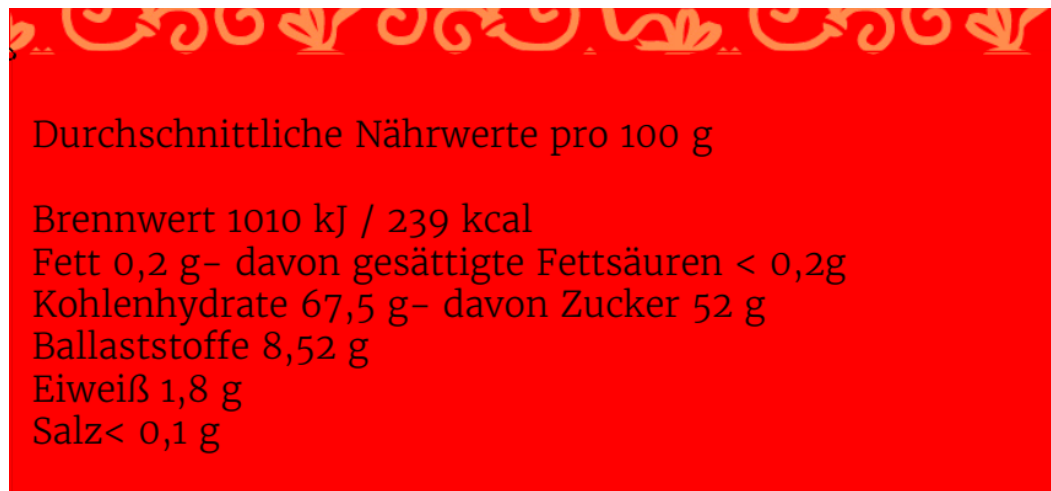 Durchschnittliche Nährwerte pro 100 g
Brennwert 1010 kJ / 239 kcal
Fett 0,2 g– davon gesättigte Fettsäuren < 0,2g
Kohlenhydrate 67,5 g– davon Zucker 52 g
Ballaststoffe 8,52 g
Eiweiß 1,8 g
Salz< 0,1 g